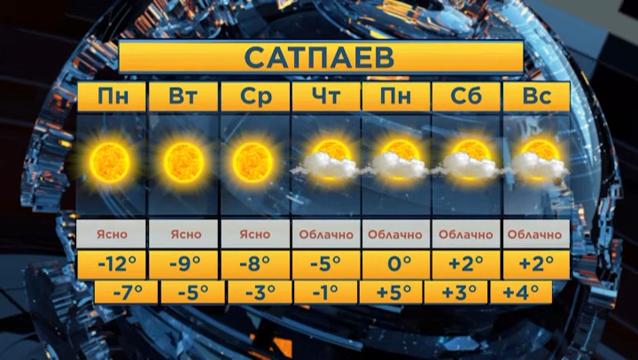 САТПАЕВ
Пн Вт Ср Чт Пн Сб Вс
Ясно Ясно Ясно Облачно Облачно Облачно Облачно
-12° -9° -8° -5° 0° +2° +2°
-7° -5° -3° -1° +5° +3° +4°